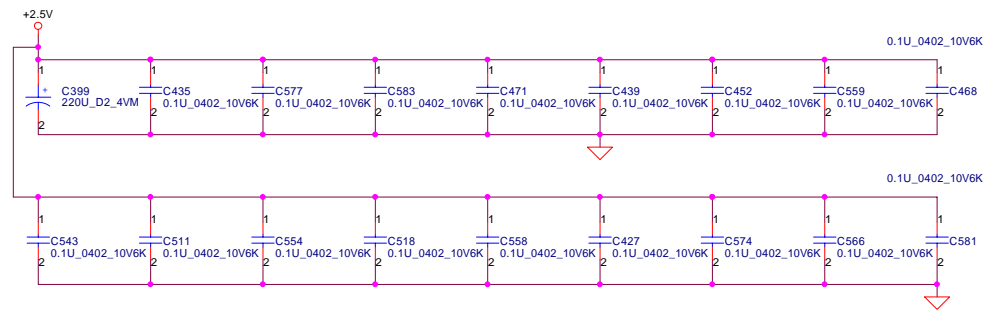 +2.5V
0.1U_0402_10V6K
1 1 1 1 1 1 1 1 1
+
C399 C435 C577 C583 C471 C439 C452 C559 C468
220U_D2_4VM 0.1U_0402_10V6K 0.1U_0402_10V6K 0.1U_0402_10V6K 0.1U_0402_10V6K 0.1U_0402_10V6K 0.1U_0402_10V6K 0.1U_0402_10V6K
2 2 2 2 2 2 2 2 2
0.1U_0402_10V6K
1 1 1 1 1 1 1 1 1
C543 C511 C554 C518 C558 C427 C574 C566 C581
0.1U_0402_10V6K 0.1U_0402_10V6K 0.1U_0402_10V6K 0.1U_0402_10V6K 0.1U_0402_10V6K 0.1U_0402_10V6K 0.1U_0402_10V6K 0.1U_0402_10V6K
2 2 2 2 2 2 2 2 2